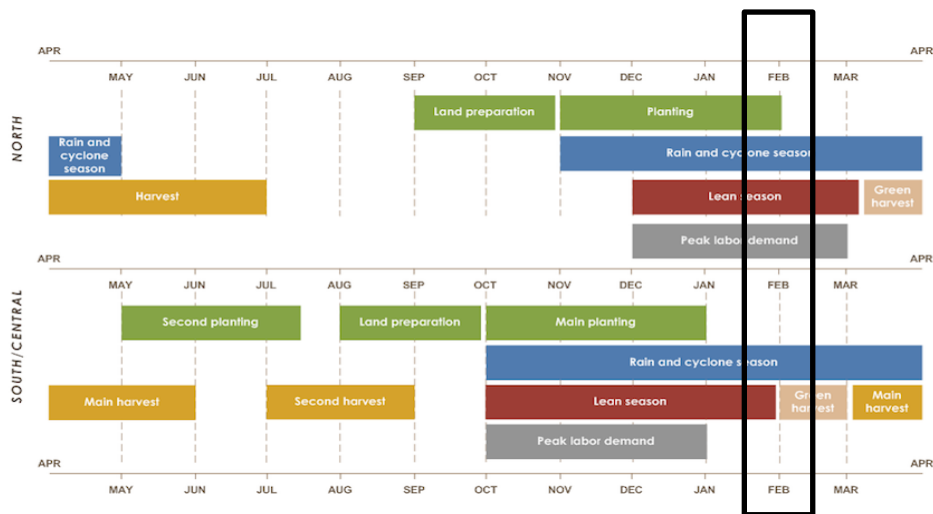 APR APR
MAY JUN JUL AUG SEP OCT NOV DEC JAN FEB MAR
NORTH
Land preparation Planting
Rain and
cyclone
season
Rain and cyclone season
Harvest Lean season Green
harvest
Peak labor demand
APR APR
MAY JUN JUL AUG SEP OCT NOV DEC JAN FEB MAR
SOUTH/CENTRAL
Second planting Land preparation Main planting
Rain and cyclone season
Main harvest Second harvest Lean season Green
harvest
Main
harvest
Peak labor demand
APR APR
MAY JUN JUL AUG SEP OCT NOV DEC JAN FEB MAR